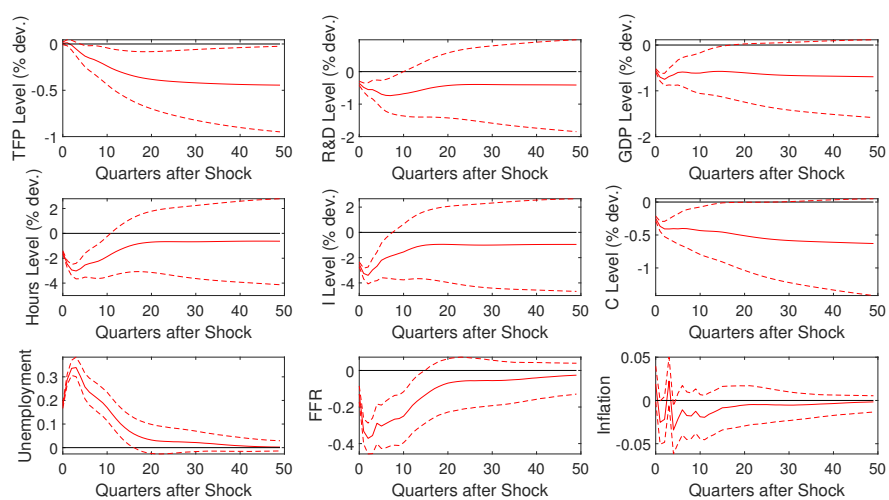 TFP Level (% dev.)
0
-0.5
-1
0 10 20 30 40 50
Quarters after Shock
R&D Level (% dev.)
1
0
-1
-2
0 10 20 30 40 50
Quarters after Shock
GDP Level (% dev.)
0
-1
-2
0 10 20 30 40 50
Quarters after Shock
Hours Level (% dev.)
2
0
-2
-4
0 10 20 30 40 50
Quarters after Shock
I Level (% dev.)
2
0
-2
-4
0 10 20 30 40 50
Quarters after Shock
C Level (% dev.)
0
-0.5
-1
0 10 20 30 40 50
Quarters after Shock
Unemployment
0.3
0.2
0.1
0
0 10 20 30 40 50
Quarters after Shock
FFR
0
-0.2
-0.4
0 10 20 30 40 50
Quarters after Shock
Inflation
0.05
0
-0.05
0 10 20 30 40 50
Quarters after Shock